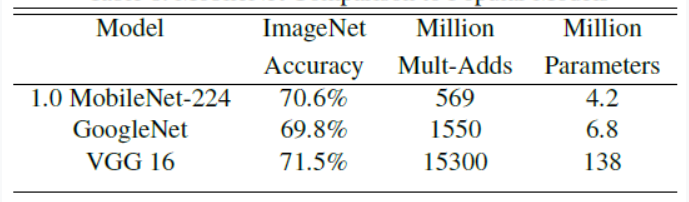 Model ImageNet Million Million
Accuracy Mult-Adds Parameters
1.0 MobileNet-224 70.6% 569 4.2
GoogleNet 69.8% 1550 6.8
VGG 16 71.5% 15300 138